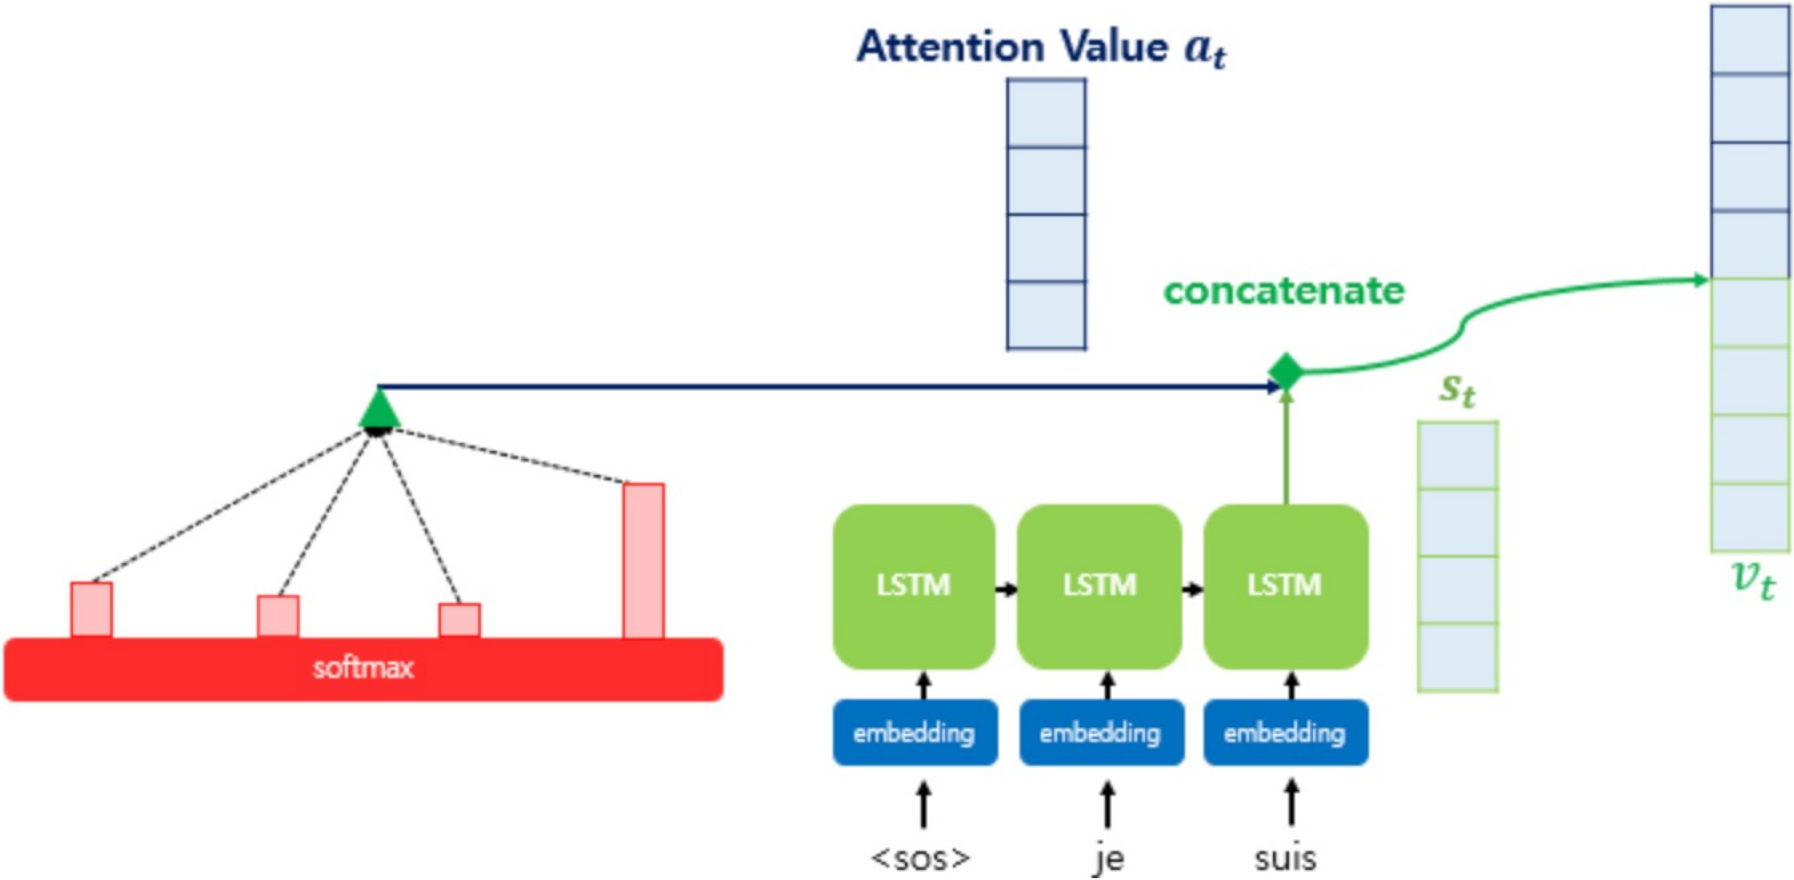 Attention Value a_t
concatenate
s_t
v_t
LSTM
LSTM
LSTM
softmax
embedding
embedding
embedding
<sos>
je
suis